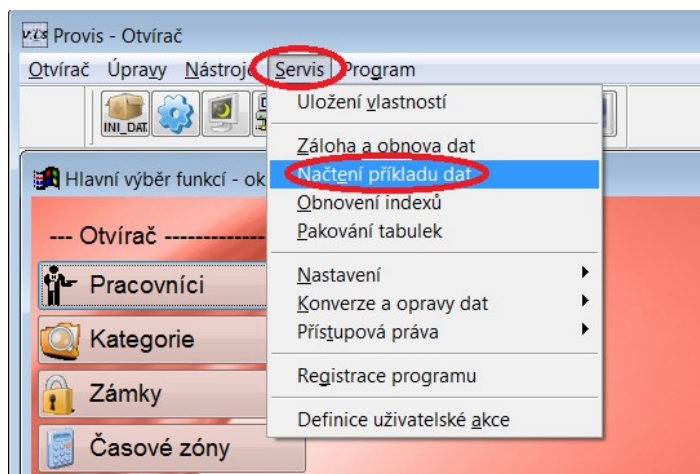 v.i.s Provis - Otvírač
Otvírač Úpravy Nástroje Servis Program
INI_DAT
Uložení vlastností
Záloha a obnova dat
Načtení příkladu dat
Obnovení indexů
Pakování tabulek
Nastavení
Konverze a opravy dat
Přístupová práva
Registrace programu
Definice uživatelské akce
Hlavní výběr funkcí - ok
--- Otvírač -------------
Pracovníci
Kategorie
Zámky
Časové zóny